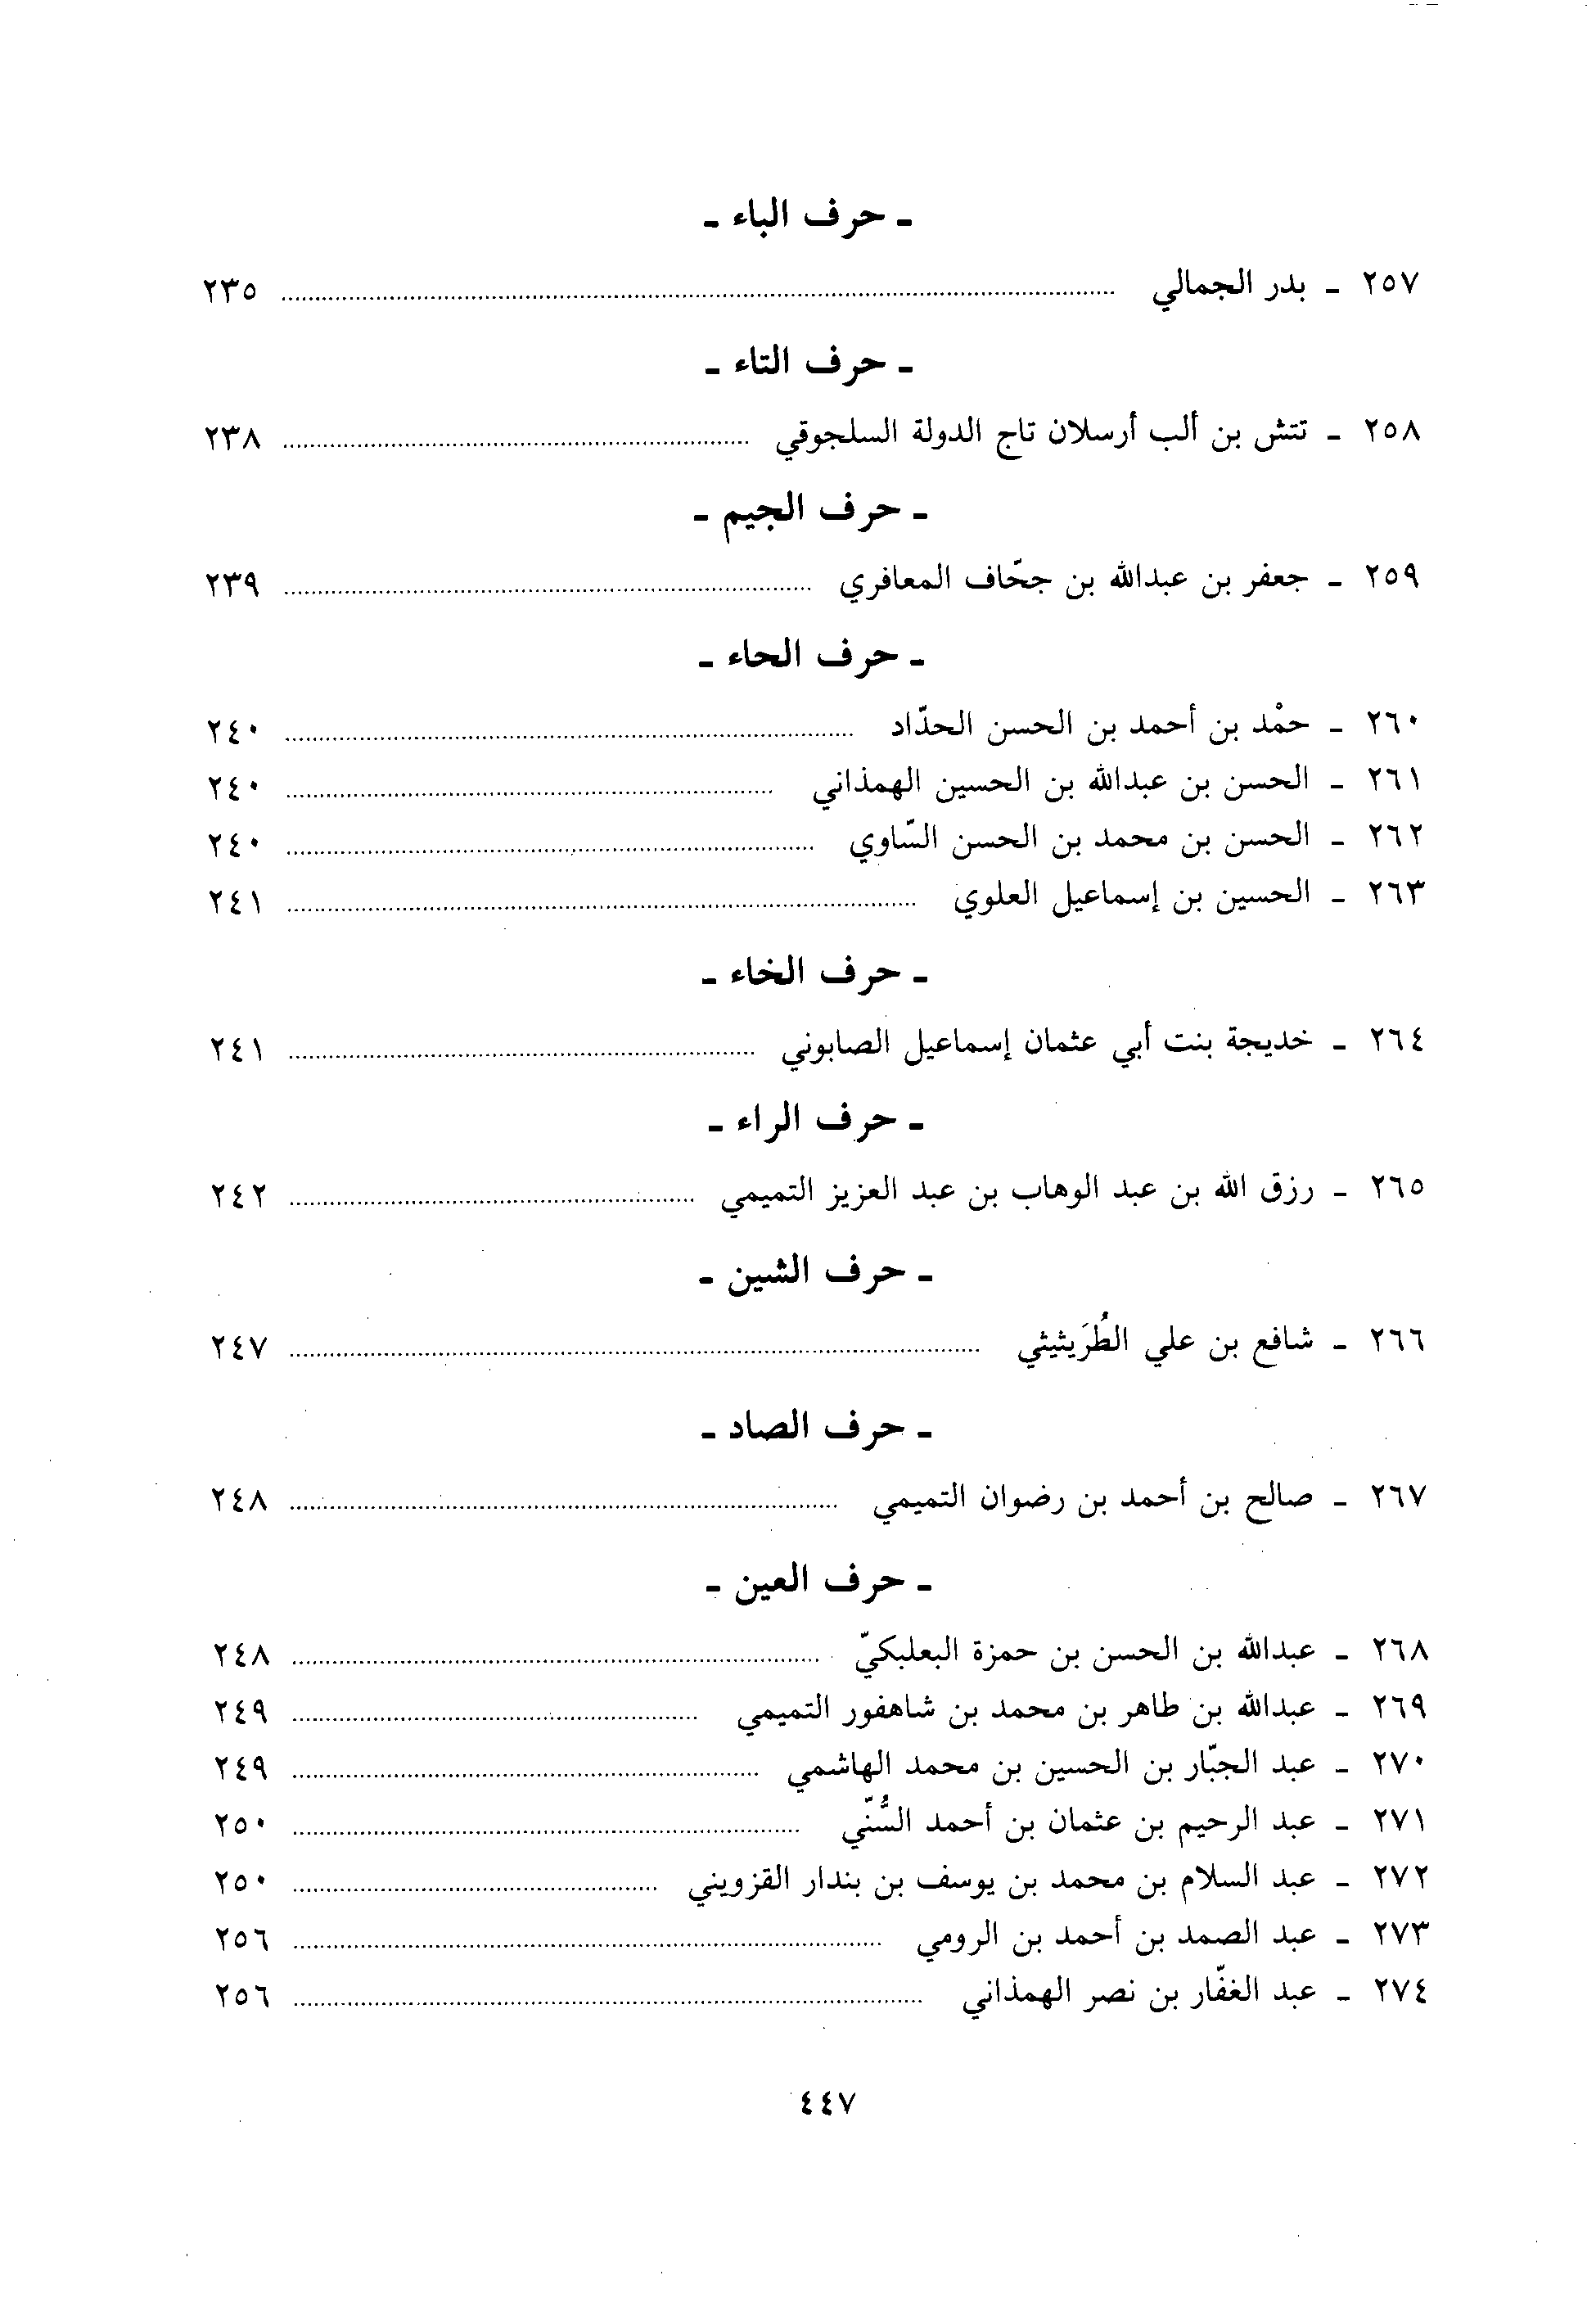 ـ حرف الباء ـ
٢٥٧ ـ بدر الجمالي ........ ٢٣٥
ـ حرف التاء ـ
٢٥٨ ـ تتش بن ألب أرسلان تاج الدولة السلجوقي ........ ٢٣٨
ـ حرف الجيم ـ
٢٥٩ ـ جعفر بن عبدالله بن جحّاف المعافري ........ ٢٣٩
ـ حرف الحاء ـ
٢٦٠ ـ حمْد بن أحمد بن الحسن الحدّاد ........ ٢٤٠
٢٦١ ـ الحسن بن عبدالله بن الحسين الهمذاني ........ ٢٤٠
٢٦٢ ـ الحسن بن محمد بن الحسن السّاوي ........ ٢٤٠
٢٦٣ ـ الحسين بن إسماعيل العلوي ........ ٢٤١
ـ حرف الخاء ـ
٢٦٤ ـ خديجة بنت أبي عثمان إسماعيل الصابوني ........ ٢٤١
ـ حرف الراء ـ
٢٦٥ ـ رزق الله بن عبد الوهاب بن عبد العزيز التميمي ........ ٢٤٢
ـ حرف الشين ـ
٢٦٦ ـ شافع بن علي الطُرَيثيثي ........ ٢٤٧
ـ حرف الصاد ـ
٢٦٧ ـ صالح بن أحمد بن رضوان التميمي ........ ٢٤٨
ـ حرف العين ـ
٢٦٨ ـ عبدالله بن الحسن بن حمزة البعلبكيّ ........ ٢٤٨
٢٦٩ ـ عبدالله بن طاهر بن محمد بن شاهفور التميمي ........ ٢٤٩
٢٧٠ ـ عبد الجبّار بن الحسين بن محمد الهاشمي ........ ٢٤٩
٢٧١ ـ عبد الرحيم بن عثمان بن أحمد السُّنّي ........ ٢٥٠
٢٧٢ ـ عبد السلام بن محمد بن يوسف بن بندار القزويني ........ ٢٥٠
٢٧٣ ـ عبد الصمد بن أحمد بن الرومي ........ ٢٥٦
٢٧٤ ـ عبد الغفّار بن نصر الهمذاني ........ ٢٥٦
٤٤٧